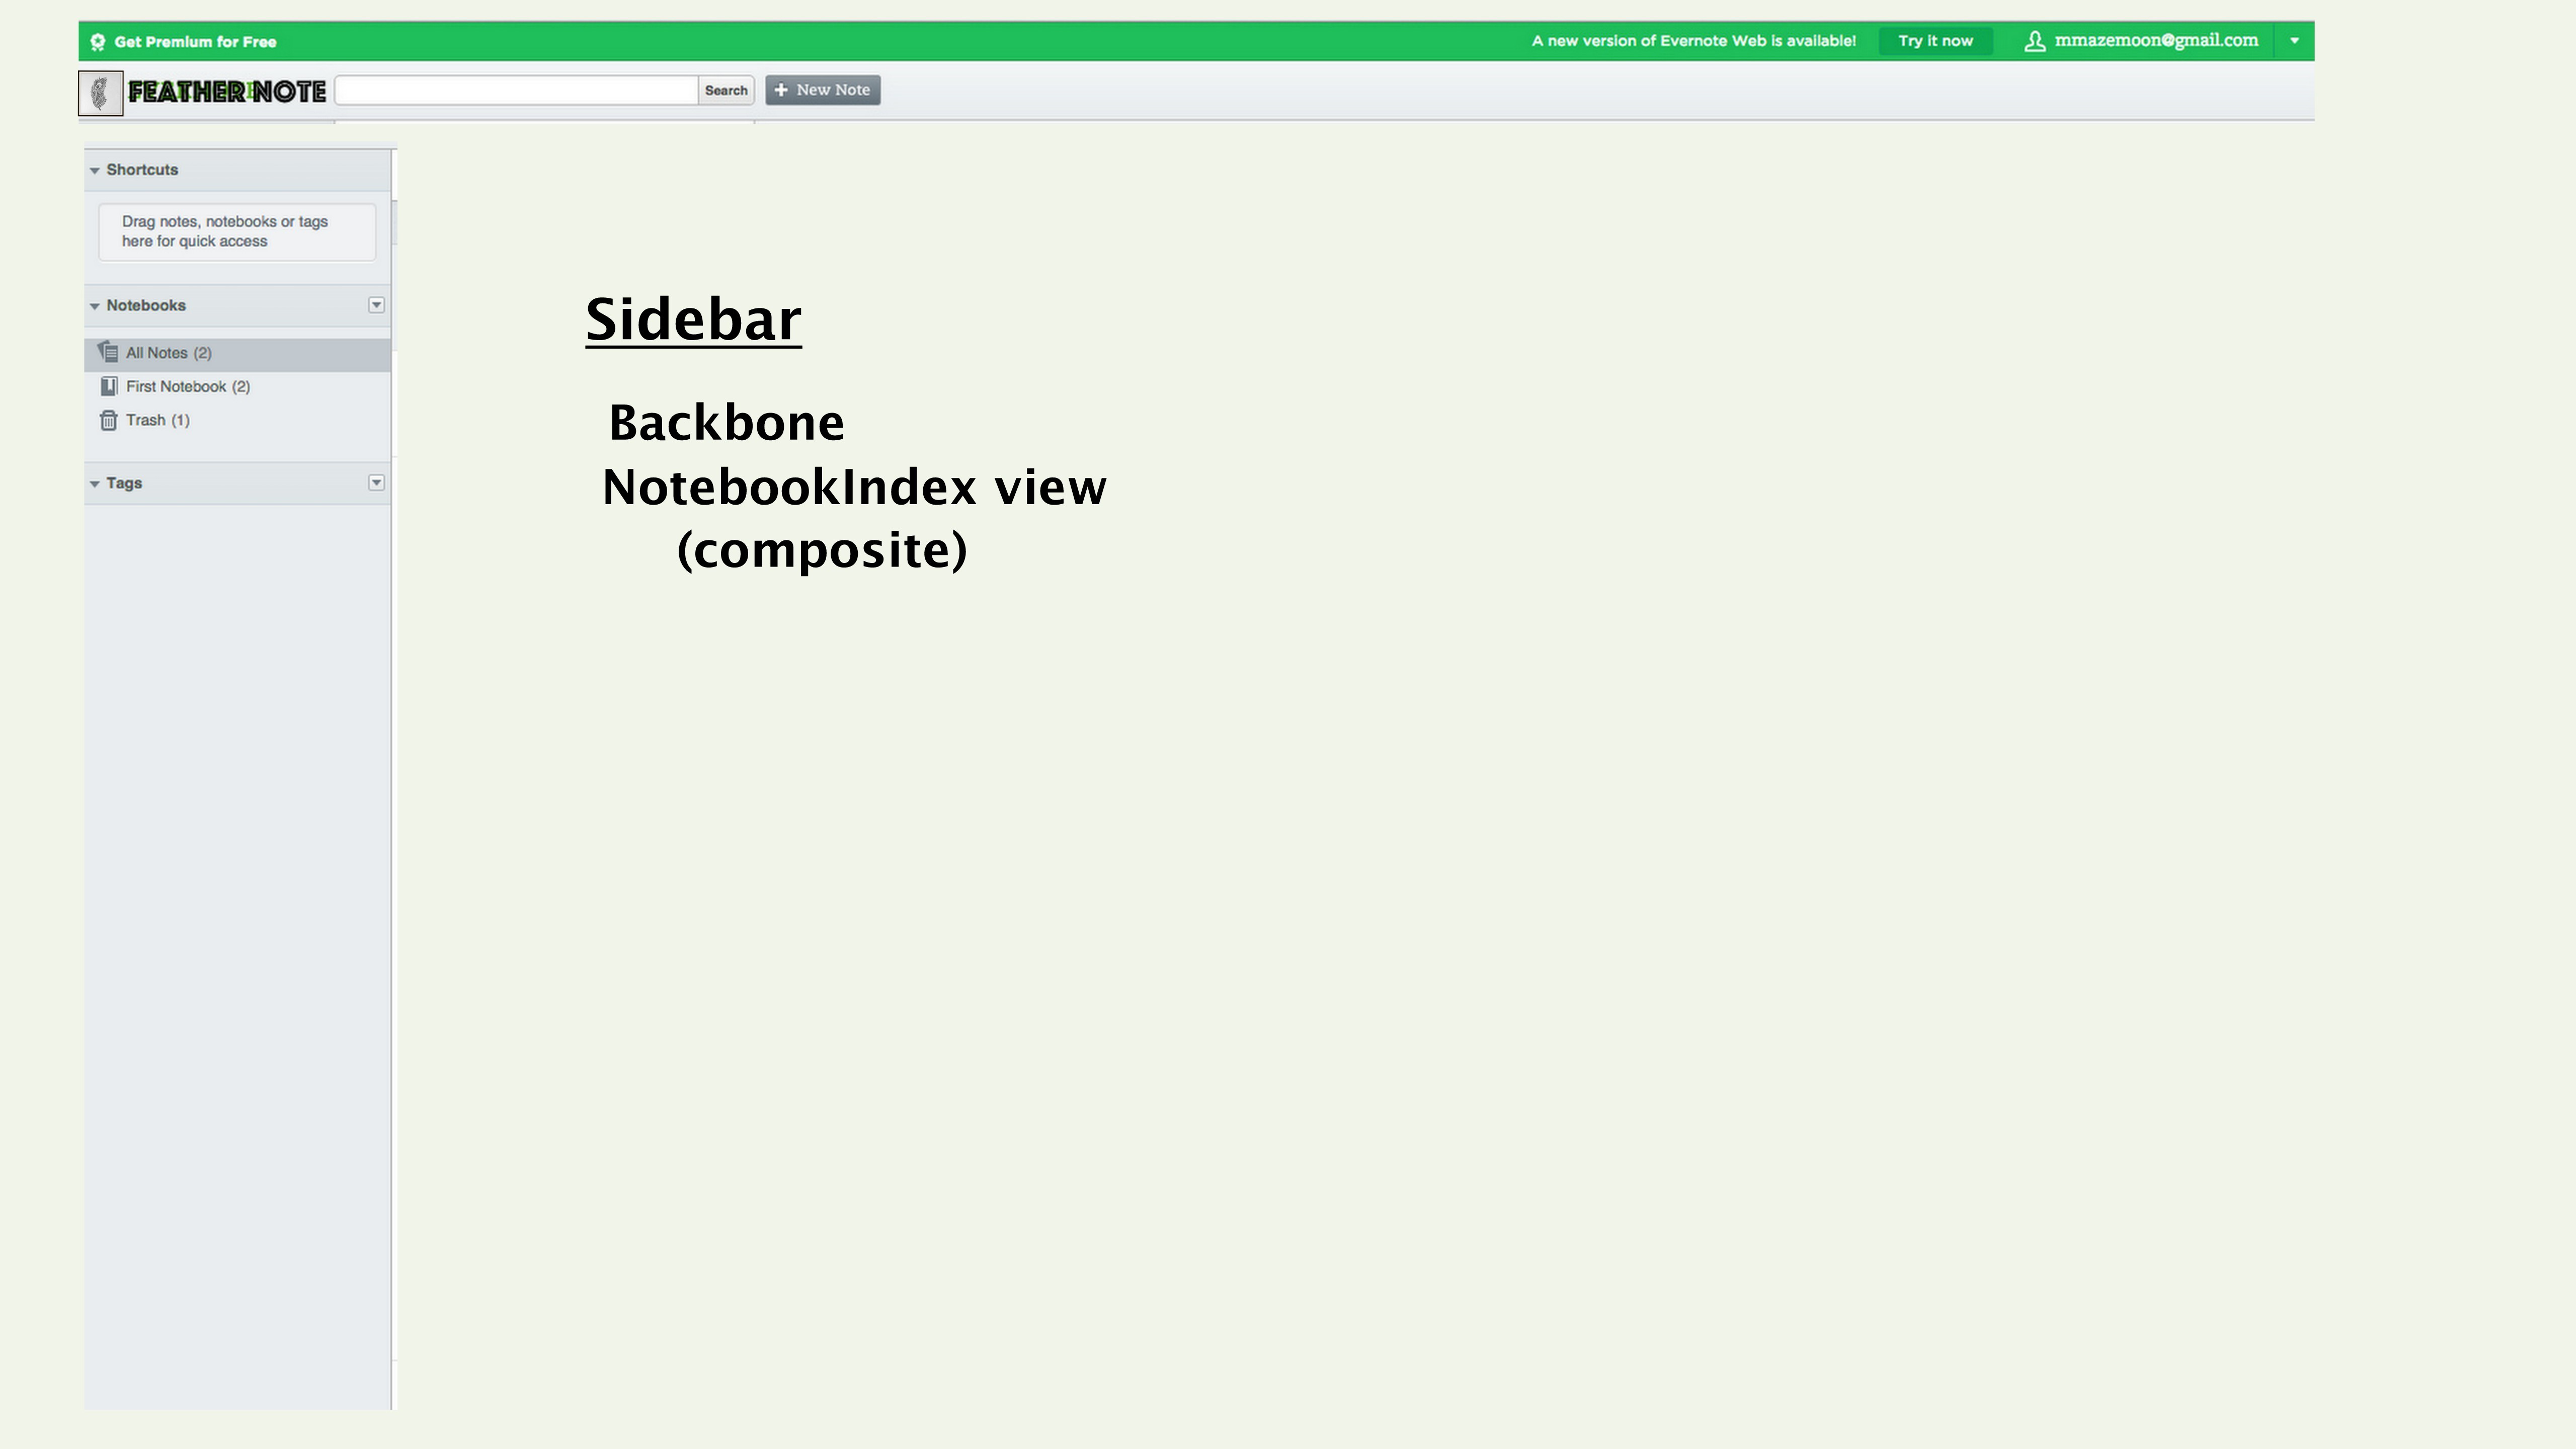 Get Premium for Free
A new version of Evernote Web is available! Try it now mmazemoon@gmail.com
FEATHERNOTE Search + New Note
Shortcuts
Drag notes, notebooks or tags
here for quick access
Notebooks
All Notes (2)
First Notebook (2)
Trash (1)
Tags
Sidebar
Backbone
NotebookIndex view
(composite)